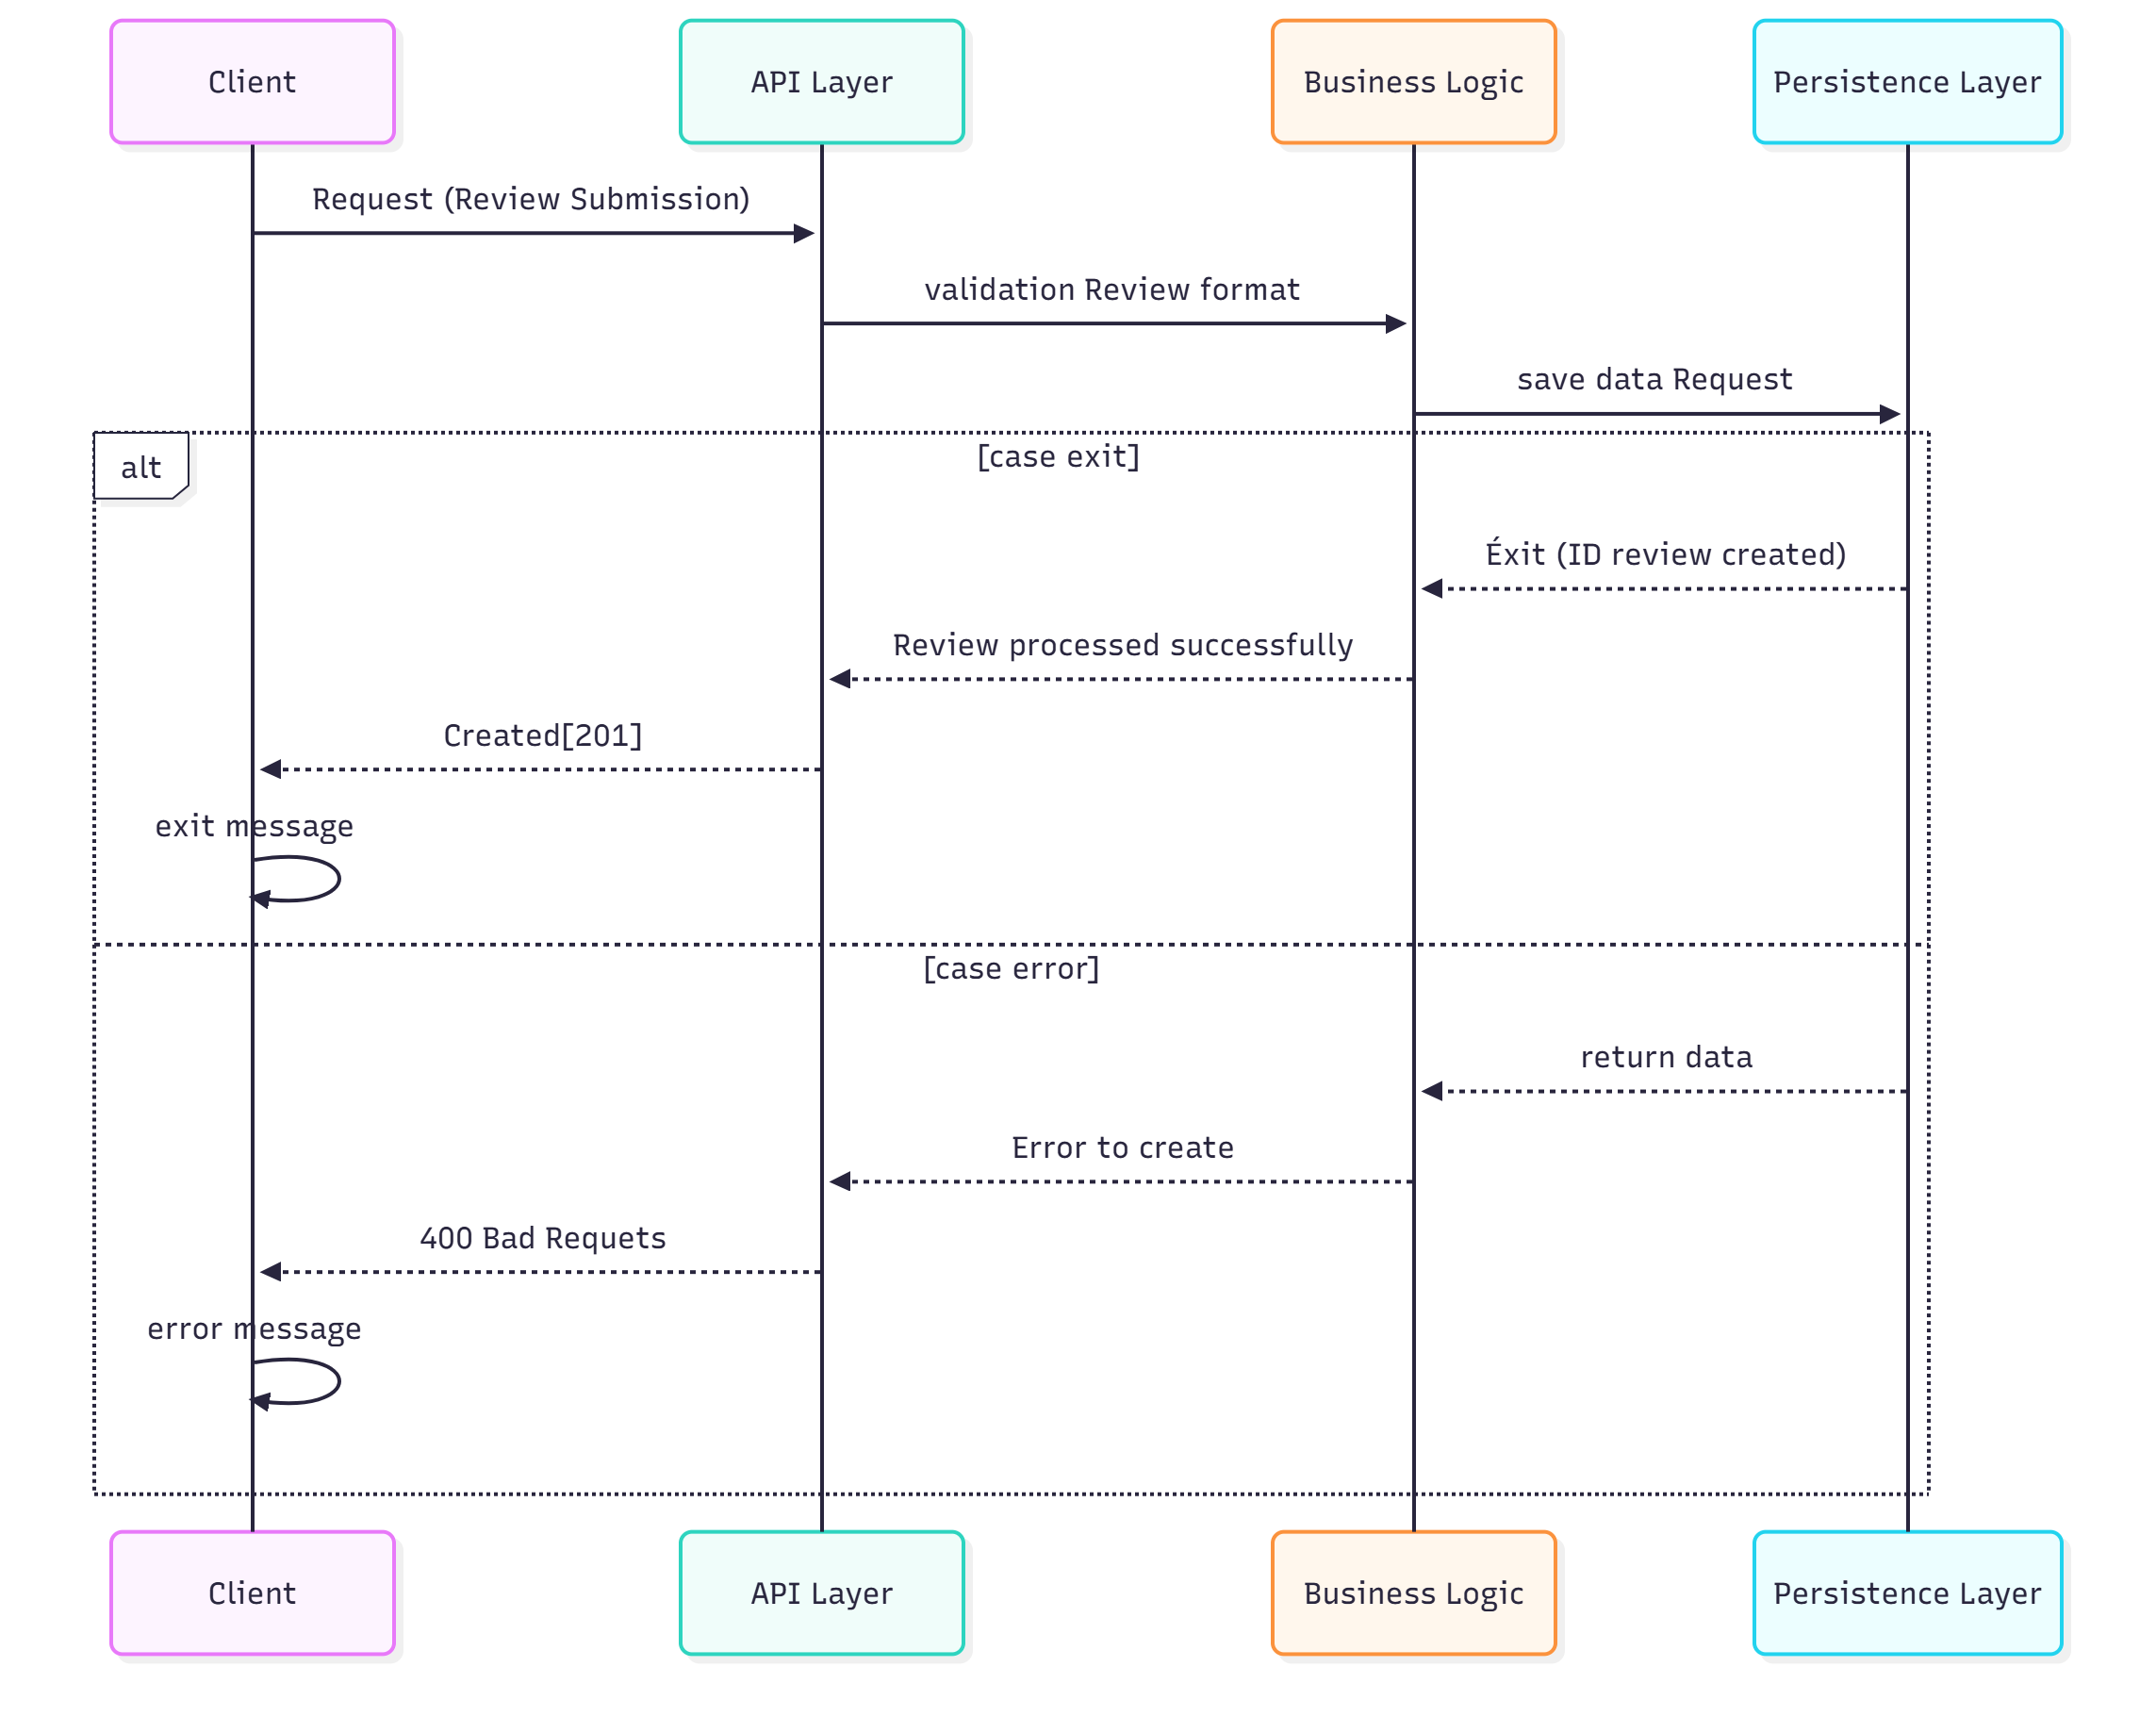 Client
API Layer
Business Logic
Persistence Layer
Request (Review Submission)
validation Review format
save data Request
alt
[case exit]
Éxit (ID review created)
Review processed successfully
Created[201]
exit message
[case error]
return data
Error to create
400 Bad Requets
error message
Client
API Layer
Business Logic
Persistence Layer